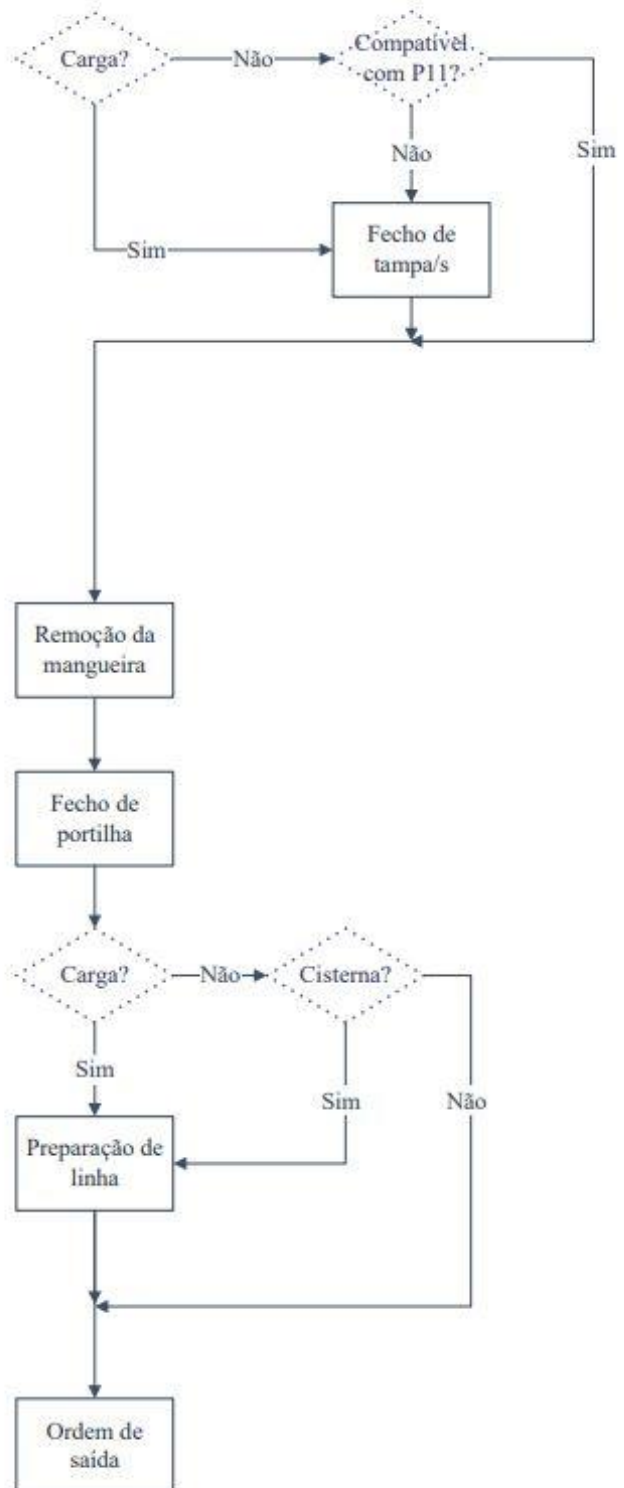 Carga?
Não
Compatível
com P11?
Não
Sim
Sim
Fecho de
tampa/s
Remoção da
mangueira
Fecho de
portilha
Carga?
Não
Cisterna?
Sim
Sim
Não
Preparação de
linha
Ordem de
saída